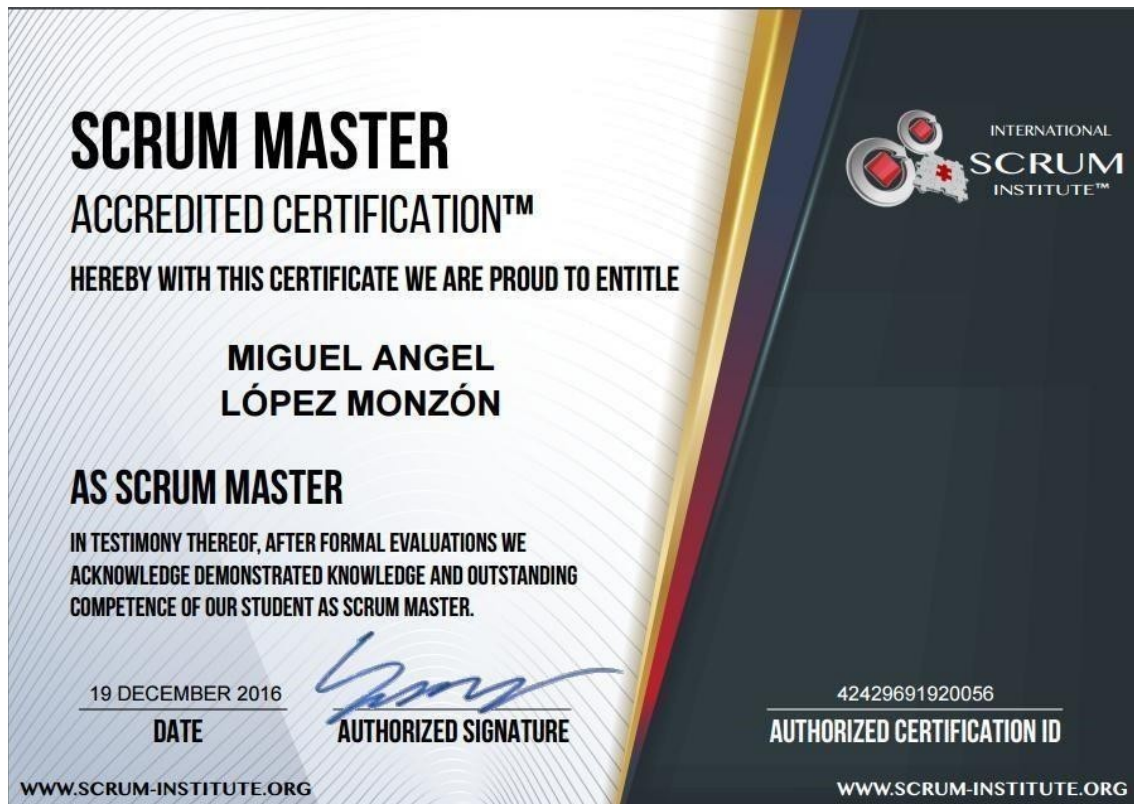 SCRUM MASTER
ACCREDITED CERTIFICATION™
HEREBY WITH THIS CERTIFICATE WE ARE PROUD TO ENTITLE
MIGUEL ANGEL
LÓPEZ MONZÓN
AS SCRUM MASTER
IN TESTIMONY THEREOF, AFTER FORMAL EVALUATIONS WE
ACKNOWLEDGE DEMONSTRATED KNOWLEDGE AND OUTSTANDING
COMPETENCE OF OUR STUDENT AS SCRUM MASTER.
19 DECEMBER 2016
DATE
AUTHORIZED SIGNATURE
WWW.SCRUM-INSTITUTE.ORG
INTERNATIONAL
SCRUM
INSTITUTE™
42429691920056
AUTHORIZED CERTIFICATION ID
WWW.SCRUM-INSTITUTE.ORG